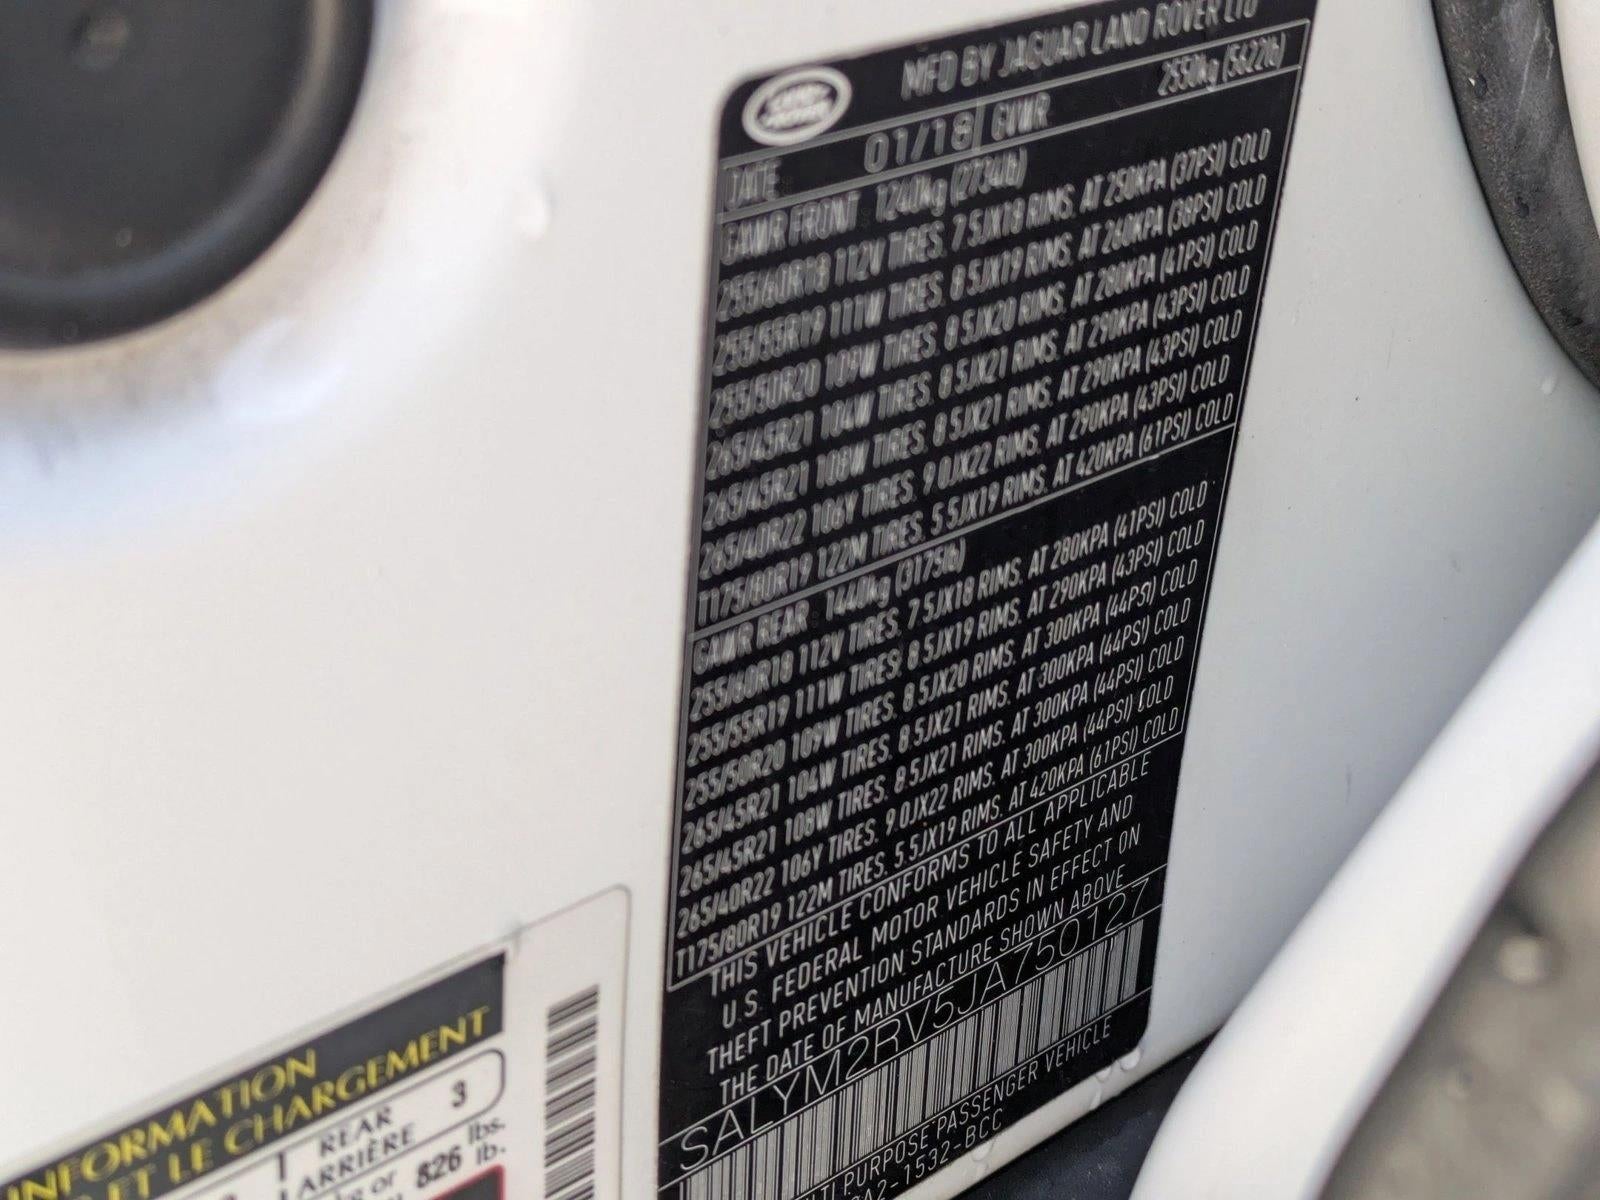 LAND ROVER
MFD BY JAGUAR LAND ROVER LTD
DATE 01/18 GVWR 2550kg (5622lb)
GAWR FRONT 1240kg (2734lb)
255/60R18 112V TIRES, 7.5JX18 RIMS, AT 250KPA (37PSI) COLD
255/55R19 111W TIRES, 8.5JX19 RIMS, AT 260KPA (38PSI) COLD
255/50R20 109W TIRES, 8.5JX20 RIMS, AT 280KPA (41PSI) COLD
265/45R21 104W TIRES, 8.5JX21 RIMS, AT 290KPA (43PSI) COLD
265/45R21 108W TIRES, 8.5JX21 RIMS, AT 290KPA (43PSI) COLD
265/40R22 106Y TIRES, 9.0JX22 RIMS, AT 290KPA (43PSI) COLD
T175/80R19 122M TIRES, 5.5JX19 RIMS, AT 420KPA (61PSI) COLD
GAWR REAR 1440kg (3175lb)
255/60R18 112V TIRES, 7.5JX18 RIMS, AT 280KPA (41PSI) COLD
255/55R19 111W TIRES, 8.5JX19 RIMS, AT 290KPA (43PSI) COLD
255/50R20 109W TIRES, 8.5JX20 RIMS, AT 300KPA (44PSI) COLD
265/45R21 104W TIRES, 8.5JX21 RIMS, AT 300KPA (44PSI) COLD
265/45R21 108W TIRES, 8.5JX21 RIMS, AT 300KPA (44PSI) COLD
265/40R22 106Y TIRES, 9.0JX22 RIMS, AT 300KPA (44PSI) COLD
T175/80R19 122M TIRES, 5.5JX19 RIMS, AT 420KPA (61PSI) COLD
THIS VEHICLE CONFORMS TO ALL APPLICABLE
U.S. FEDERAL MOTOR VEHICLE SAFETY AND
THEFT PREVENTION STANDARDS IN EFFECT ON
THE DATE OF MANUFACTURE SHOWN ABOVE
SALYM2RV5JA750127
PURPOSE PASSENGER VEHICLE
A2-1532-BCC
INFORMATION
ET LE CHARGEMENT
REAR 3
ARRIÈRE
or 826 lbs.
lb.